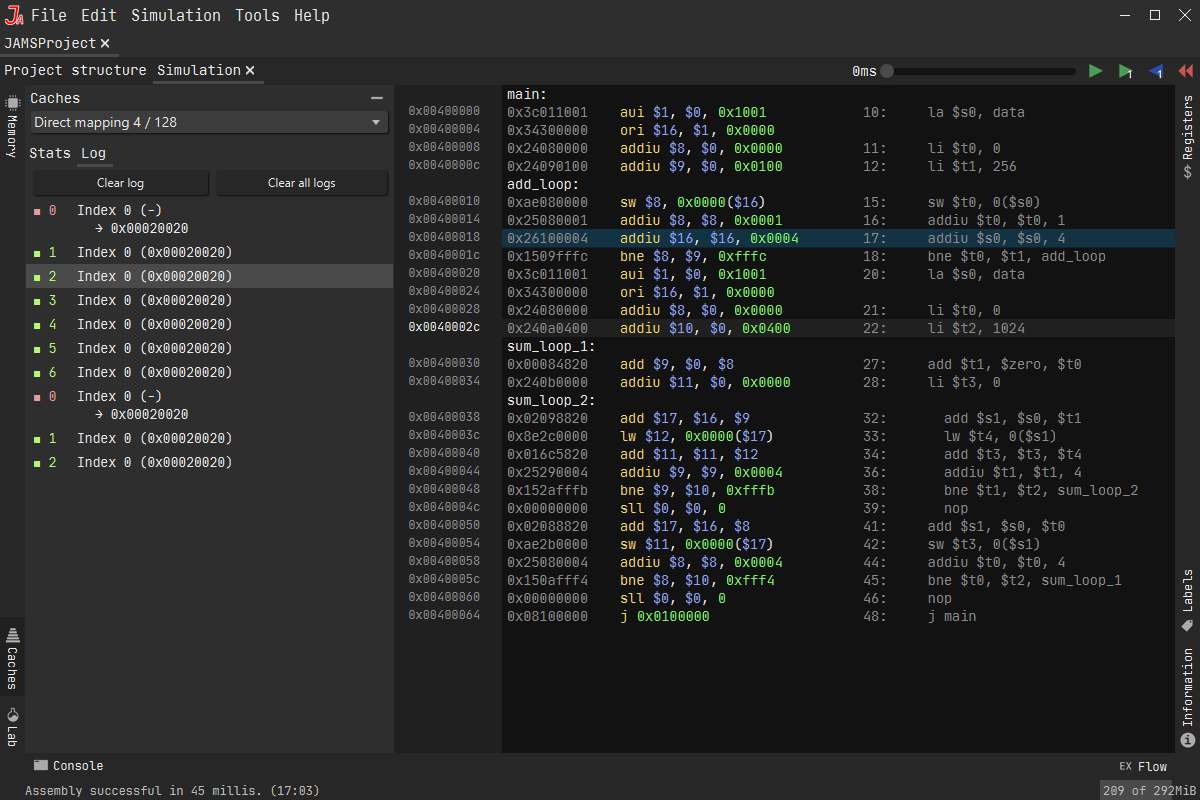 File Edit Simulation Tools Help
JAMSProject
Project structure Simulation
0ms
1 1
Memory
Caches
Lab
Caches
Direct mapping 4 / 128
Stats Log
Clear log Clear all logs
0 Index 0 (-)
→ 0x00020020
1 Index 0 (0x00020020)
2 Index 0 (0x00020020)
3 Index 0 (0x00020020)
4 Index 0 (0x00020020)
5 Index 0 (0x00020020)
6 Index 0 (0x00020020)
0 Index 0 (-)
→ 0x00020020
1 Index 0 (0x00020020)
2 Index 0 (0x00020020)
main:
0x00400000 0x3c011001 aui $1, $0, 0x1001 10: la $s0, data
0x00400004 0x34300000 ori $16, $1, 0x0000
0x00400008 0x24080000 addiu $8, $0, 0x0000 11: li $t0, 0
0x0040000c 0x24090100 addiu $9, $0, 0x0100 12: li $t1, 256
add_loop:
0x00400010 0xae080000 sw $8, 0x0000($16) 15: sw $t0, 0($s0)
0x00400014 0x25080001 addiu $8, $8, 0x0001 16: addiu $t0, $t0, 1
0x00400018 0x26100004 addiu $16, $16, 0x0004 17: addiu $s0, $s0, 4
0x0040001c 0x1509fffc bne $8, $9, 0xfffc 18: bne $t0, $t1, add_loop
0x00400020 0x3c011001 aui $1, $0, 0x1001 20: la $s0, data
0x00400024 0x34300000 ori $16, $1, 0x0000
0x00400028 0x24080000 addiu $8, $0, 0x0000 21: li $t0, 0
0x0040002c 0x240a0400 addiu $10, $0, 0x0400 22: li $t2, 1024
sum_loop_1:
0x00400030 0x00084820 add $9, $0, $8 27: add $t1, $zero, $t0
0x00400034 0x240b0000 addiu $11, $0, 0x0000 28: li $t3, 0
sum_loop_2:
0x00400038 0x02098820 add $17, $16, $9 32: add $s1, $s0, $t1
0x0040003c 0x8e2c0000 lw $12, 0x0000($17) 33: lw $t4, 0($s1)
0x00400040 0x016c5820 add $11, $11, $12 34: add $t3, $t3, $t4
0x00400044 0x25290004 addiu $9, $9, 0x0004 36: addiu $t1, $t1, 4
0x00400048 0x152afffb bne $9, $10, 0xfffb 38: bne $t1, $t2, sum_loop_2
0x0040004c 0x00000000 sll $0, $0, 0 39: nop
0x00400050 0x02088820 add $17, $16, $8 41: add $s1, $s0, $t0
0x00400054 0xae2b0000 sw $11, 0x0000($17) 42: sw $t3, 0($s1)
0x00400058 0x25080004 addiu $8, $8, 0x0004 44: addiu $t0, $t0, 4
0x0040005c 0x150afff4 bne $8, $10, 0xfff4 45: bne $t0, $t2, sum_loop_1
0x00400060 0x00000000 sll $0, $0, 0 46: nop
0x00400064 0x08100000 j 0x0100000 48: j main
$ Registers
Labels
Information
Console
EX Flow
Assembly successful in 45 millis. (17:03)
209 of 292MiB